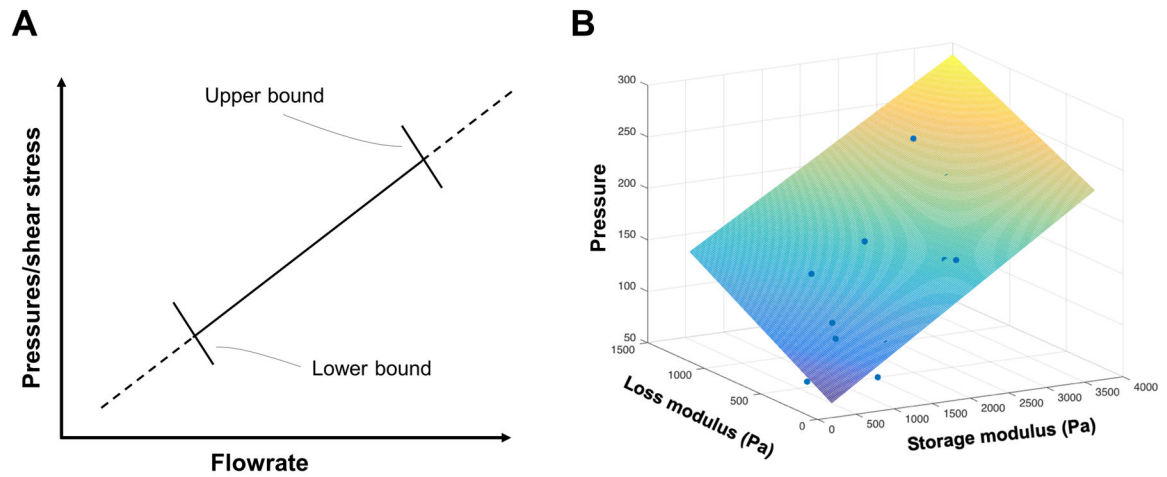 A
Upper bound
Pressures/shear stress
Lower bound
Flowrate
B
300
250
200
150
100
50
Pressure
1500
1000
500
0
Loss modulus (Pa)
0
500
1000
1500
2000
2500
3000
3500
4000
Storage modulus (Pa)